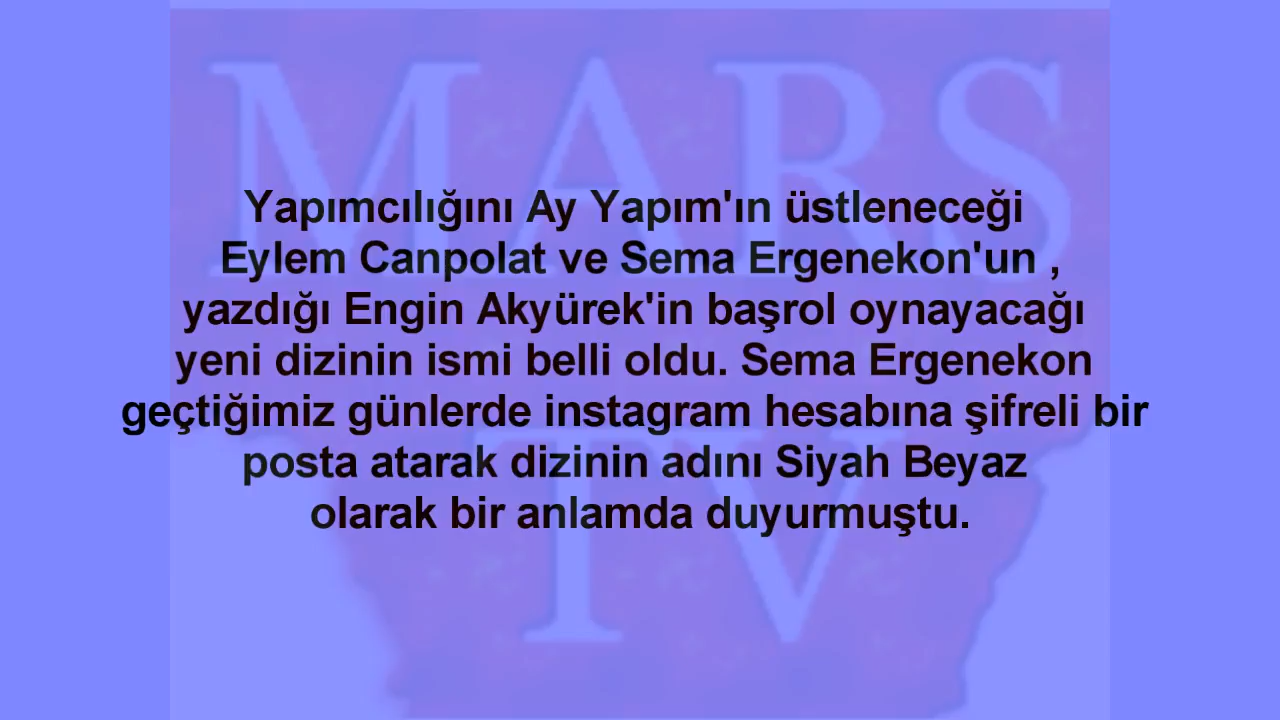 MARS
TV
Yapımcılığını Ay Yapım'ın üstleneceği
Eylem Canpolat ve Sema Ergenekon'un ,
yazdığı Engin Akyürek'in başrol oynayacağı
yeni dizinin ismi belli oldu. Sema Ergenekon
geçtiğimiz günlerde instagram hesabına şifreli bir
posta atarak dizinin adını Siyah Beyaz
olarak bir anlamda duyurmuştu.